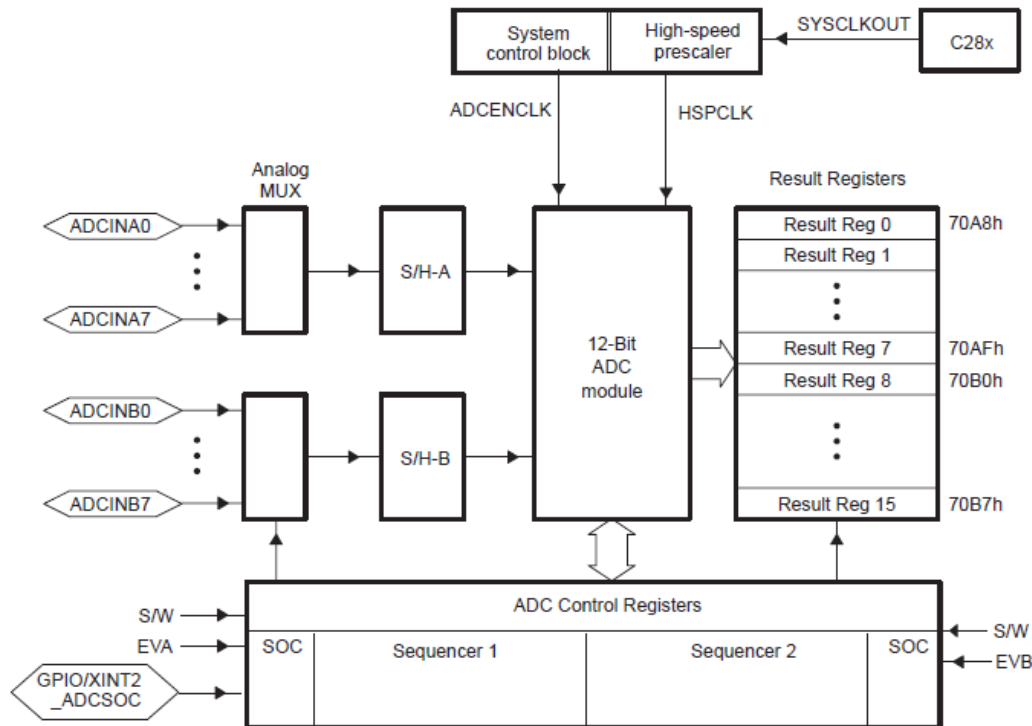 System
control block
High-speed
prescaler
SYSCLKOUT
C28x
ADCENCLK
HSPCLK
Analog
MUX
Result Registers
ADCINA0
ADCINA7
S/H-A
12-Bit
ADC
module
Result Reg 0
70A8h
Result Reg 1
Result Reg 7
70AFh
Result Reg 8
70B0h
ADCINB0
ADCINB7
S/H-B
Result Reg 15
70B7h
ADC Control Registers
S/W
EVA
GPIO/XINT2
_ADCSOC
SOC
Sequencer 1
Sequencer 2
SOC
S/W
EVB